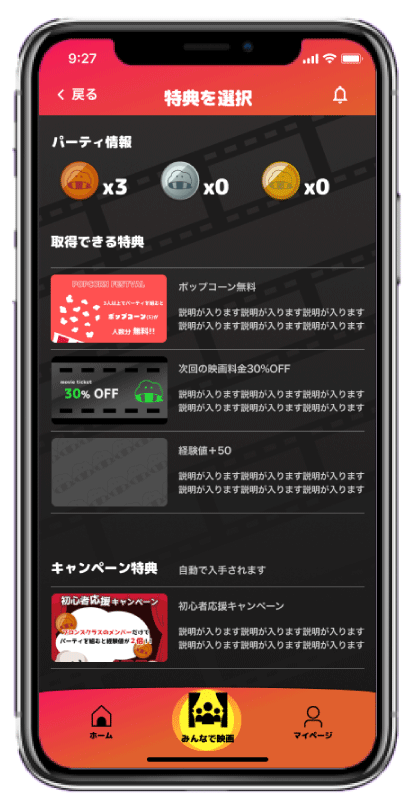 9:27
戻る
特典を選択
パーティ情報
x3
x0
x0
取得できる特典
POPCORN FESTVAL
2人以上でパーティを組むと
ポップコーン(S)が
人数分 無料!!
ポップコーン無料
説明が入ります説明が入ります説明が入ります
説明が入ります説明が入ります説明が入ります
movie ticket
30% OFF
次回の映画料金30%OFF
説明が入ります説明が入ります説明が入ります
説明が入ります説明が入ります説明が入ります
経験値+50
説明が入ります説明が入ります説明が入ります
説明が入ります説明が入ります説明が入ります
キャンペーン特典
自動で入手されます
初心者応援キャンペーン
ブロンズクラスのメンバーだけで
パーティを組むと経験値が2倍
初心者応援キャンペーン
説明が入ります説明が入ります説明が入ります
説明が入ります説明が入ります説明が入ります
ホーム
みんなで映画
マイページ